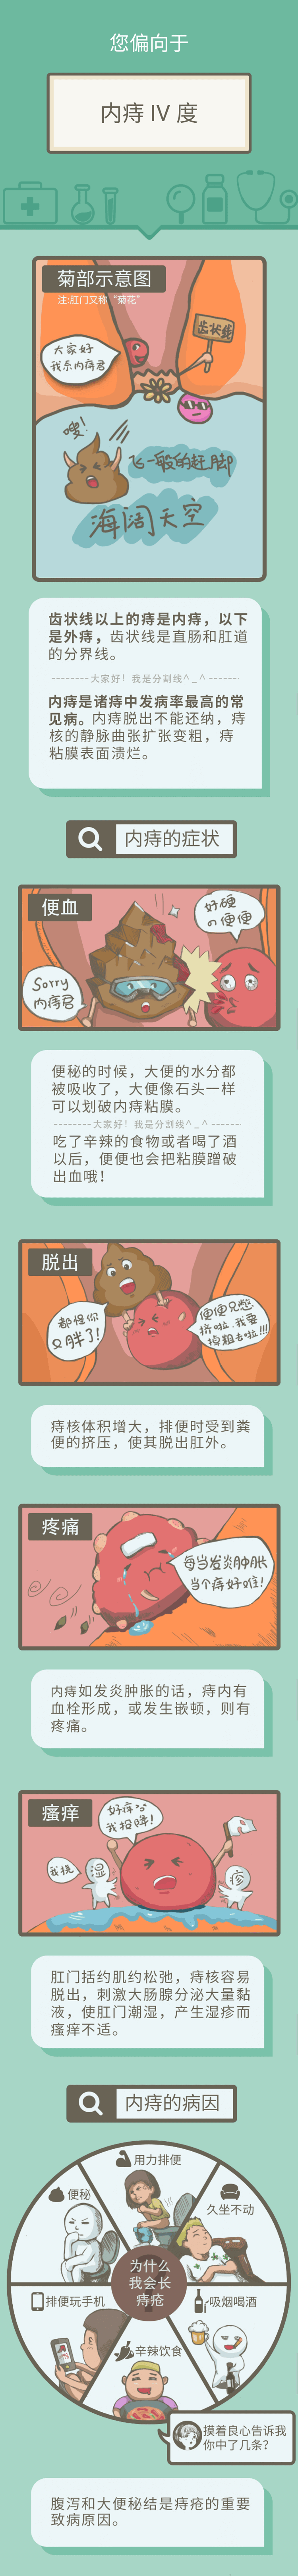 您偏向于
内痔 IV 度
菊部示意图
注:肛门又称“菊花”
齿状线
大家好
我系内痔君
嗖!
飞一般的赶脚
海阔天空
齿状线以上的痔是内痔，以下
是外痔，齿状线是直肠和肛道
的分界线。
--------大家好！我是分割线^_^------
内痔是诸痔中发病率最高的常
见病。内痔脱出不能还纳，痔
核的静脉曲张扩张变粗，痔
粘膜表面溃烂。
内痔的症状
便血
好硬
の便便
Sorry
内痔君
便秘的时候，大便的水分都
被吸收了，大便像石头一样
可以划破内痔粘膜。
--------大家好！我是分割线^_^------
吃了辛辣的食物或者喝了酒
以后，便便也会把粘膜蹭破
出血哦！
脱出
都怪你
又胖了!
便便兄憋
挤啦,我要
掉粗去啦!!!
痔核体积增大，排便时受到粪
便的挤压，使其脱出肛外。
疼痛
每当发炎肿胀
当个痔好难!
内痔如发炎肿胀的话，痔内有
血栓形成，或发生嵌顿，则有
疼痛。
瘙痒
好痒公
我投降!
我挠
湿
疹
肛门括约肌约松弛，痔核容易
脱出，刺激大肠腺分泌大量黏
液，使肛门潮湿，产生湿疹而
瘙痒不适。
内痔的病因
用力排便
便秘
久坐不动
为什么
我会长
痔疮
排便玩手机
吸烟喝酒
辛辣饮食
摸着良心告诉我
你中了几条？
腹泻和大便秘结是痔疮的重要
致病原因。